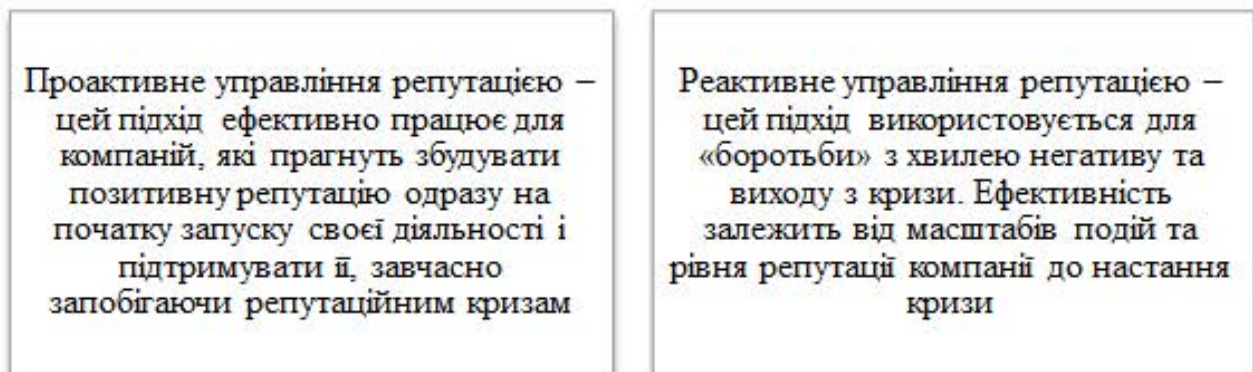 Проактивне управління репутацією –
цей підхід ефективно працює для
компаній, які прагнуть збудувати
позитивну репутацію одразу на
початку запуску своєї діяльності і
підтримувати її, завчасно
запобігаючи репутаційним кризам
Реактивне управління репутацією –
цей підхід використовується для
«боротьби» з хвилею негативу та
виходу з кризи. Ефективність
залежить від масштабів подій та
рівня репутації компанії до настання
кризи